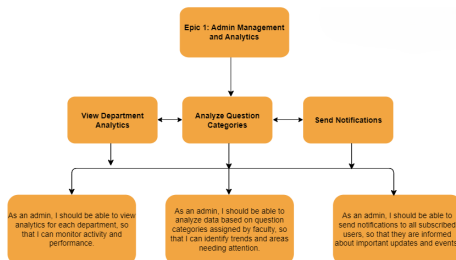 Epic 1: Admin Management
and Analytics
View Department
Analytics
Analyze Question
Categories
Send Notifications
As an admin, I should be able to view
analytics for each department, so
that I can monitor activity and
performance.
As an admin, I should be able to
analyze data based on question
categories assigned by faculty, so
that I can identify trends and areas
needing attention.
As an admin, I should be able to
send notifications to all subscribed
users, so that they are informed
about important updates and events.